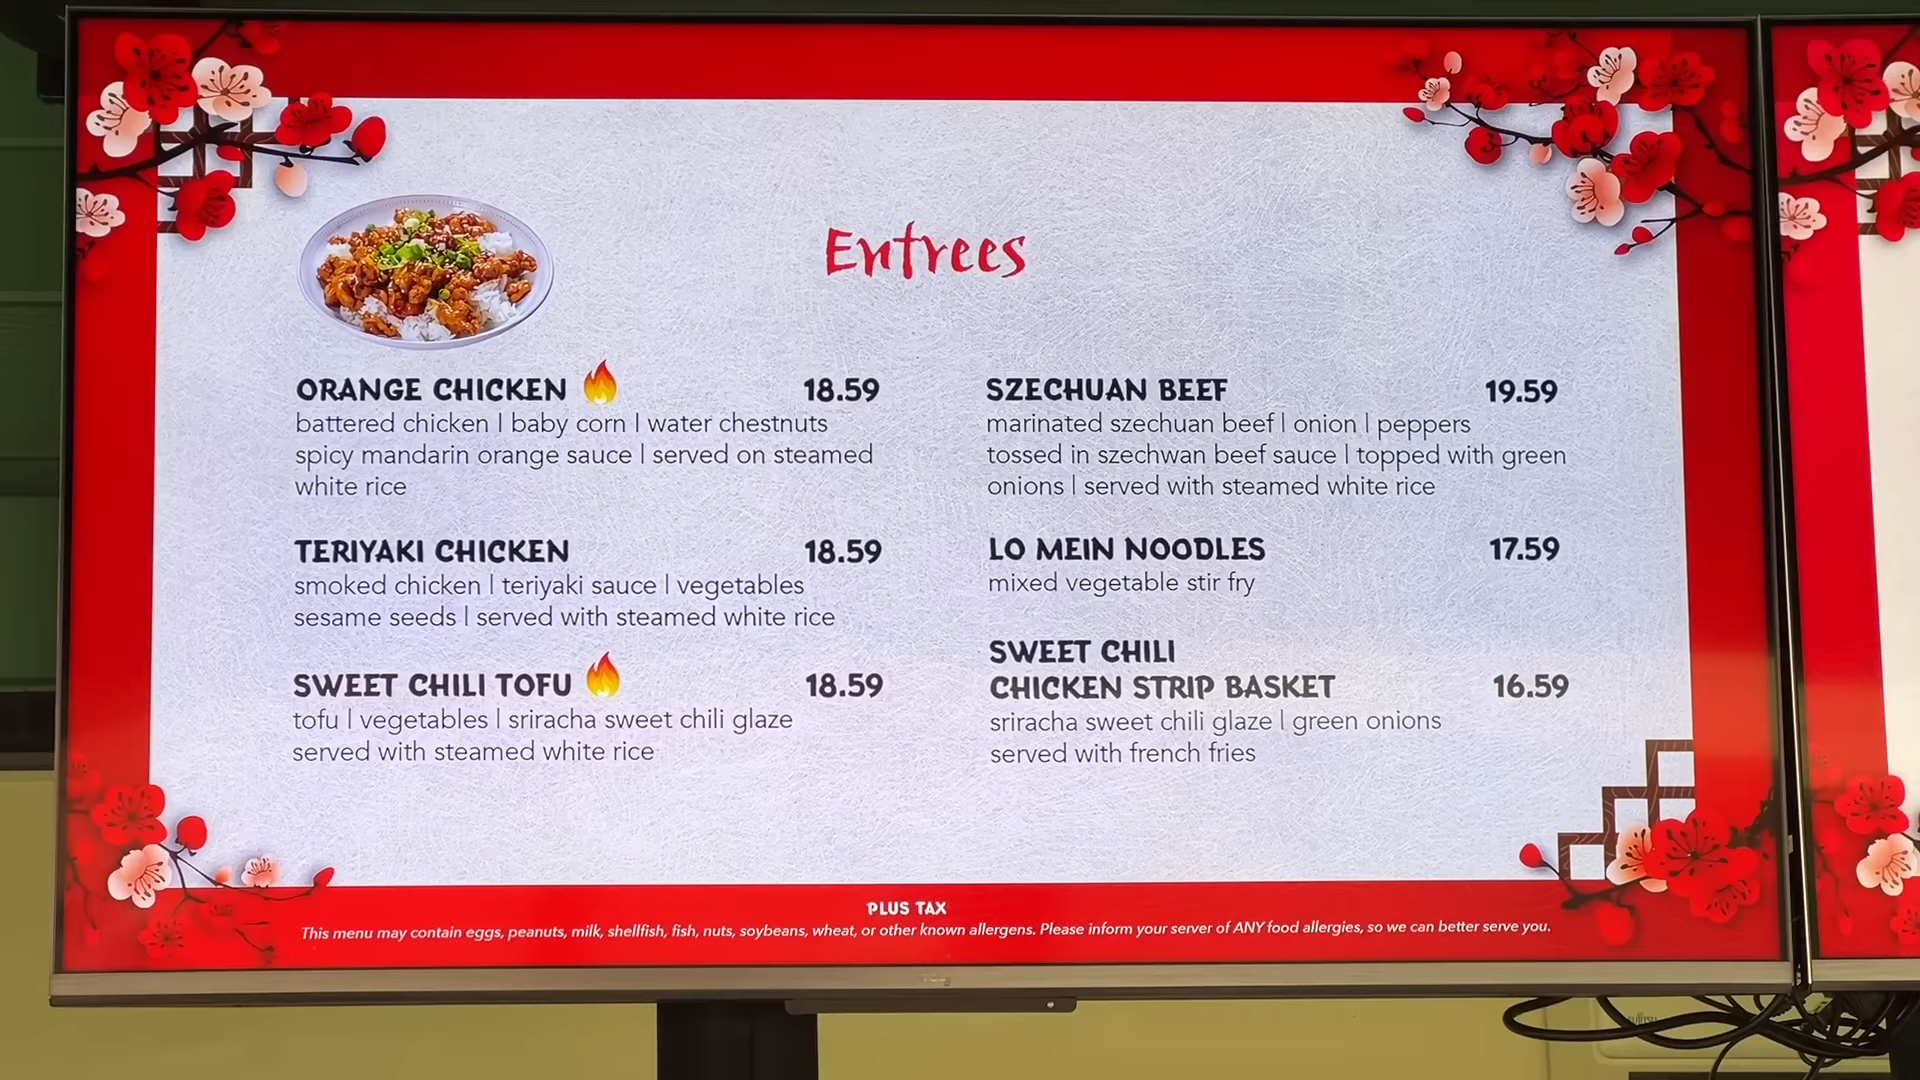 Entrees
ORANGE CHICKEN 18.59
battered chicken | baby corn | water chestnuts
spicy mandarin orange sauce | served on steamed
white rice
TERIYAKI CHICKEN 18.59
smoked chicken | teriyaki sauce | vegetables
sesame seeds | served with steamed white rice
SWEET CHILI TOFU 18.59
tofu | vegetables | sriracha sweet chili glaze
served with steamed white rice
SZECHUAN BEEF 19.59
marinated szechuan beef | onion | peppers
tossed in szechwan beef sauce | topped with green
onions | served with steamed white rice
LO MEIN NOODLES 17.59
mixed vegetable stir fry
SWEET CHILI
CHICKEN STRIP BASKET 16.59
sriracha sweet chili glaze | green onions
served with french fries
PLUS TAX
This menu may contain eggs, peanuts, milk, shellfish, fish, nuts, soybeans, wheat, or other known allergens. Please inform your server of ANY food allergies, so we can better serve you.